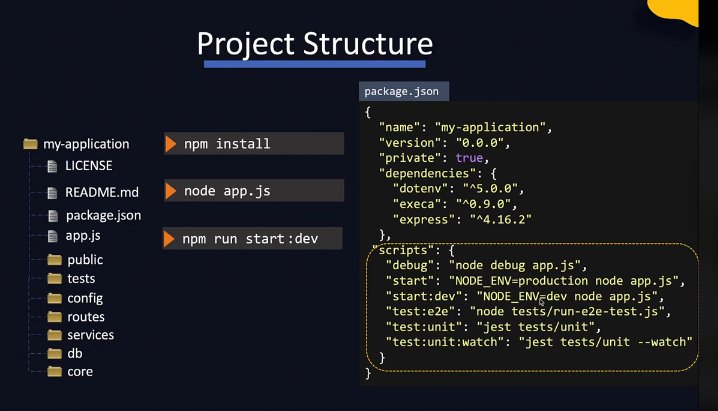 Project Structure
my-application
LICENSE
README.md
package.json
app.js
public
tests
config
routes
services
db
core
npm install
node app.js
npm run start:dev
package.json
{
"name": "my-application",
"version": "0.0.0",
"private": true,
"dependencies": {
"dotenv": "^5.0.0",
"execa": "^0.9.0",
"express": "^4.16.2"
},
"scripts": {
"debug": "node debug app.js",
"start": "NODE_ENV=production node app.js",
"start:dev": "NODE_ENV=dev node app.js",
"test:e2e": "node tests/run-e2e-test.js",
"test:unit": "jest tests/unit",
"test:unit:watch": "jest tests/unit --watch"
}
}